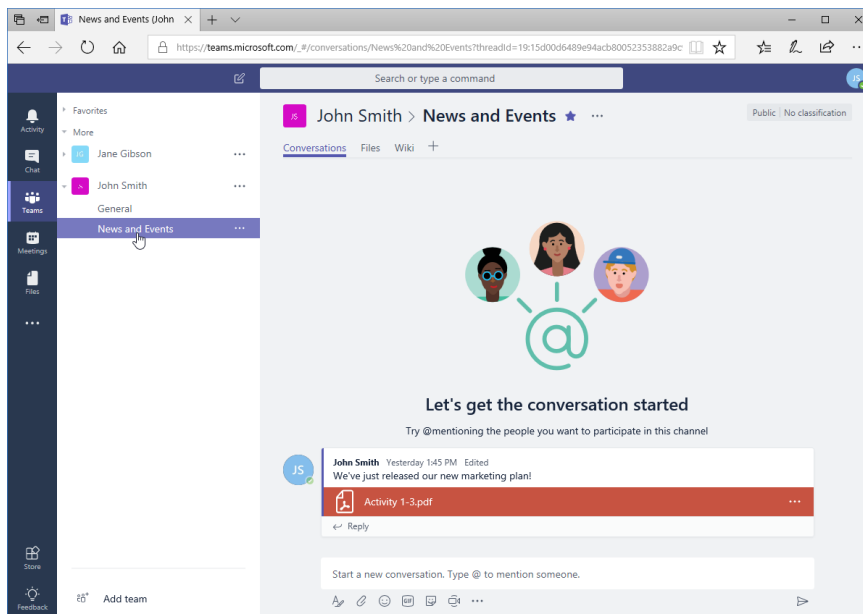 News and Events (John
https://teams.microsoft.com/_#/conversations/News%20and%20Events?threadId=19:15d00d6489e94acb80052353882a9c
Search or type a command
JS
Activity
Chat
Teams
Meetings
Files
Store
Feedback
Favorites
More
JG Jane Gibson
JS John Smith
General
News and Events
Add team
JS John Smith > News and Events
Public No classification
Conversations Files Wiki
Let's get the conversation started
Try @mentioning the people you want to participate in this channel
JS
John Smith Yesterday 1:45 PM Edited
We've just released our new marketing plan!
Activity 1-3.pdf
Reply
Start a new conversation. Type @ to mention someone.
GIF